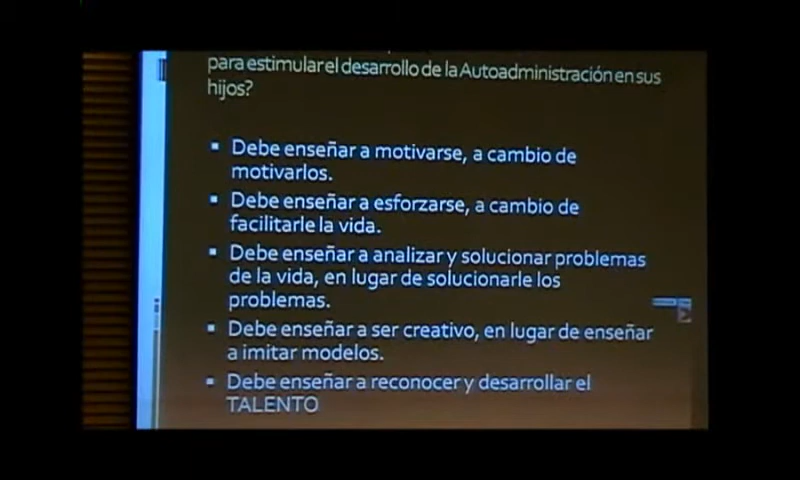 para estimular el desarrollo de la Autoadministración en sus
hijos?
▪ Debe enseñar a motivarse, a cambio de
motivarlos.
▪ Debe enseñar a esforzarse, a cambio de
facilitarle la vida.
▪ Debe enseñar a analizar y solucionar problemas
de la vida, en lugar de solucionarle los
problemas.
▪ Debe enseñar a ser creativo, en lugar de enseñar
a imitar modelos.
▪ Debe enseñar a reconocer y desarrollar el
TALENTO